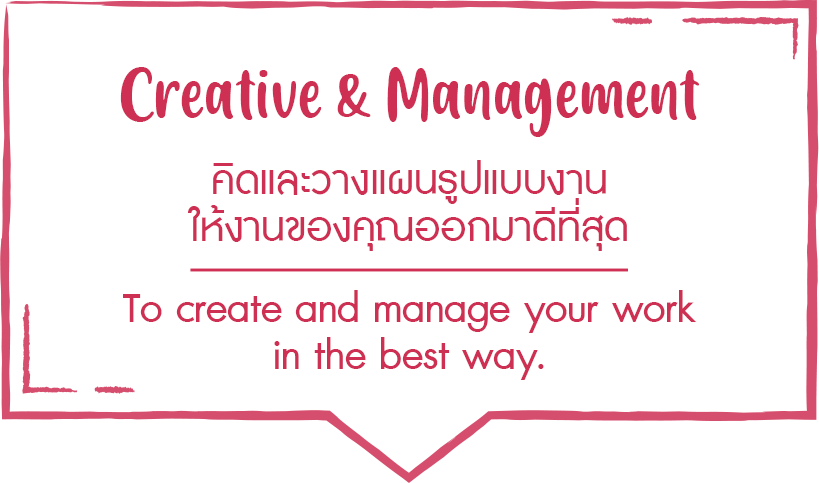 Creative & Management
คิดและวางแผนรูปแบบงาน
ให้งานของคุณออกมาดีที่สุด
To create and manage your work
in the best way.